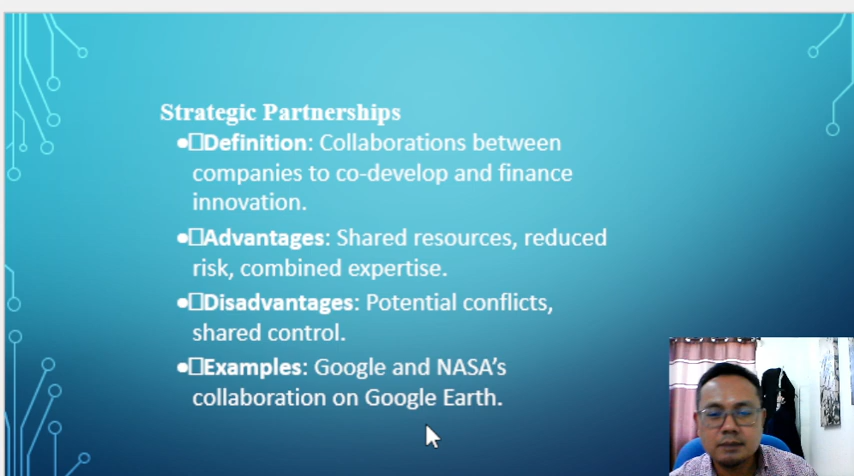 Strategic Partnerships
•□Definition: Collaborations between
companies to co-develop and finance
innovation.
•□Advantages: Shared resources, reduced
risk, combined expertise.
•□Disadvantages: Potential conflicts,
shared control.
•□Examples: Google and NASA’s
collaboration on Google Earth.